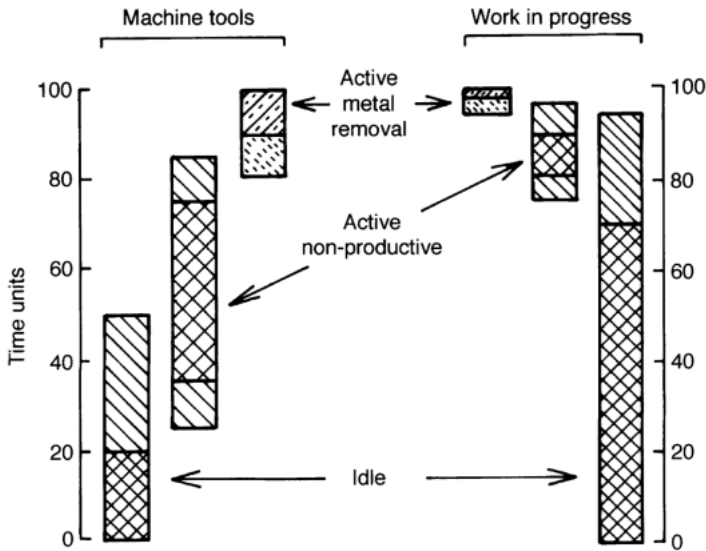 Machine tools
Work in progress
Active
metal
removal
Active
non-productive
Idle
Time units
100
80
60
40
20
0
100
80
60
40
20
0